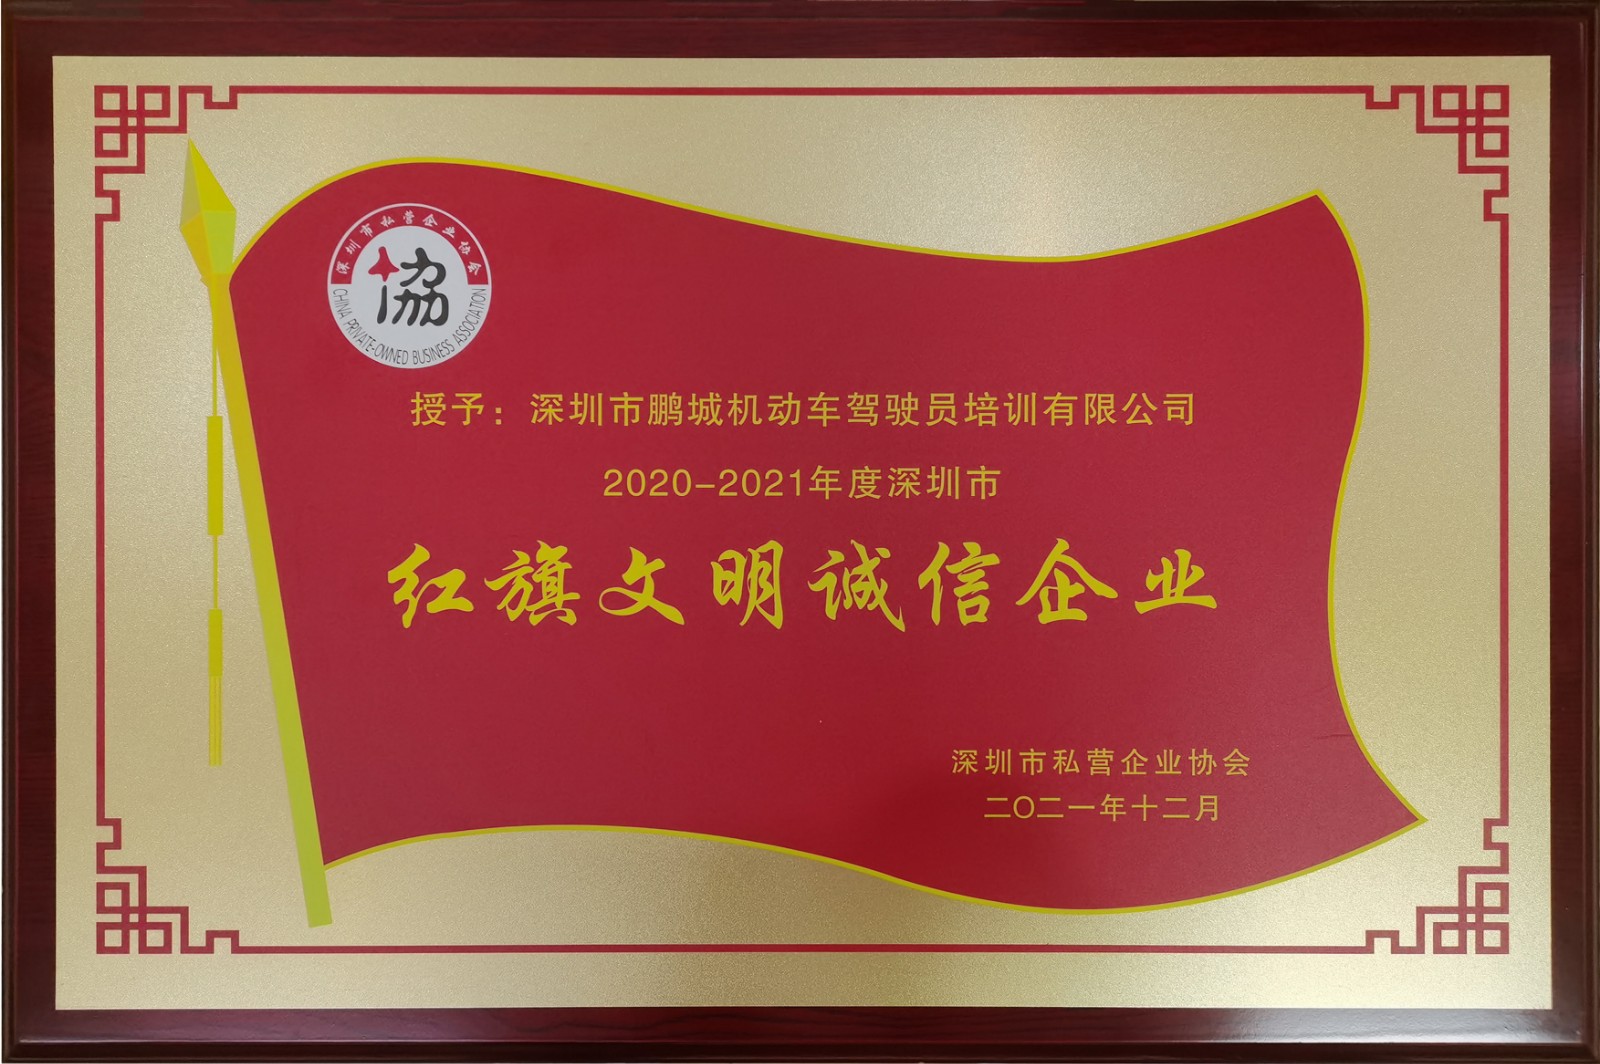 深圳市私营企业协会
協
CHINA PRIVATE-OWNED BUSINESS ASSOCIATION
授予：深圳市鹏城机动车驾驶员培训有限公司
2020-2021年度深圳市
红旗文明诚信企业
深圳市私营企业协会
二〇二一年十二月